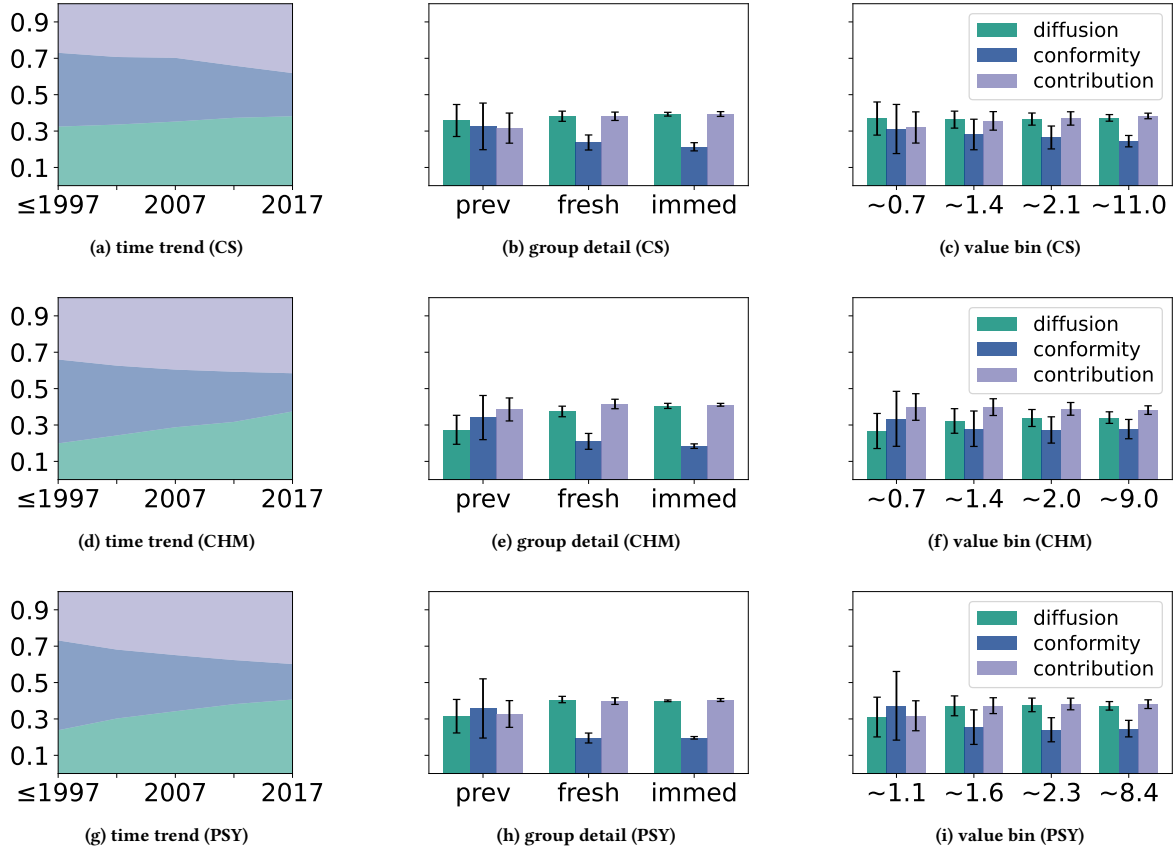 0.9
0.7
0.5
0.3
0.1
≤1997 2007 2017
(a) time trend (CS)
prev fresh immed
(b) group detail (CS)
diffusion
conformity
contribution
~0.7 ~1.4 ~2.1 ~11.0
(c) value bin (CS)
0.9
0.7
0.5
0.3
0.1
≤1997 2007 2017
(d) time trend (CHM)
prev fresh immed
(e) group detail (CHM)
diffusion
conformity
contribution
~0.7 ~1.4 ~2.0 ~9.0
(f) value bin (CHM)
0.9
0.7
0.5
0.3
0.1
≤1997 2007 2017
(g) time trend (PSY)
prev fresh immed
(h) group detail (PSY)
diffusion
conformity
contribution
~1.1 ~1.6 ~2.3 ~8.4
(i) value bin (PSY)